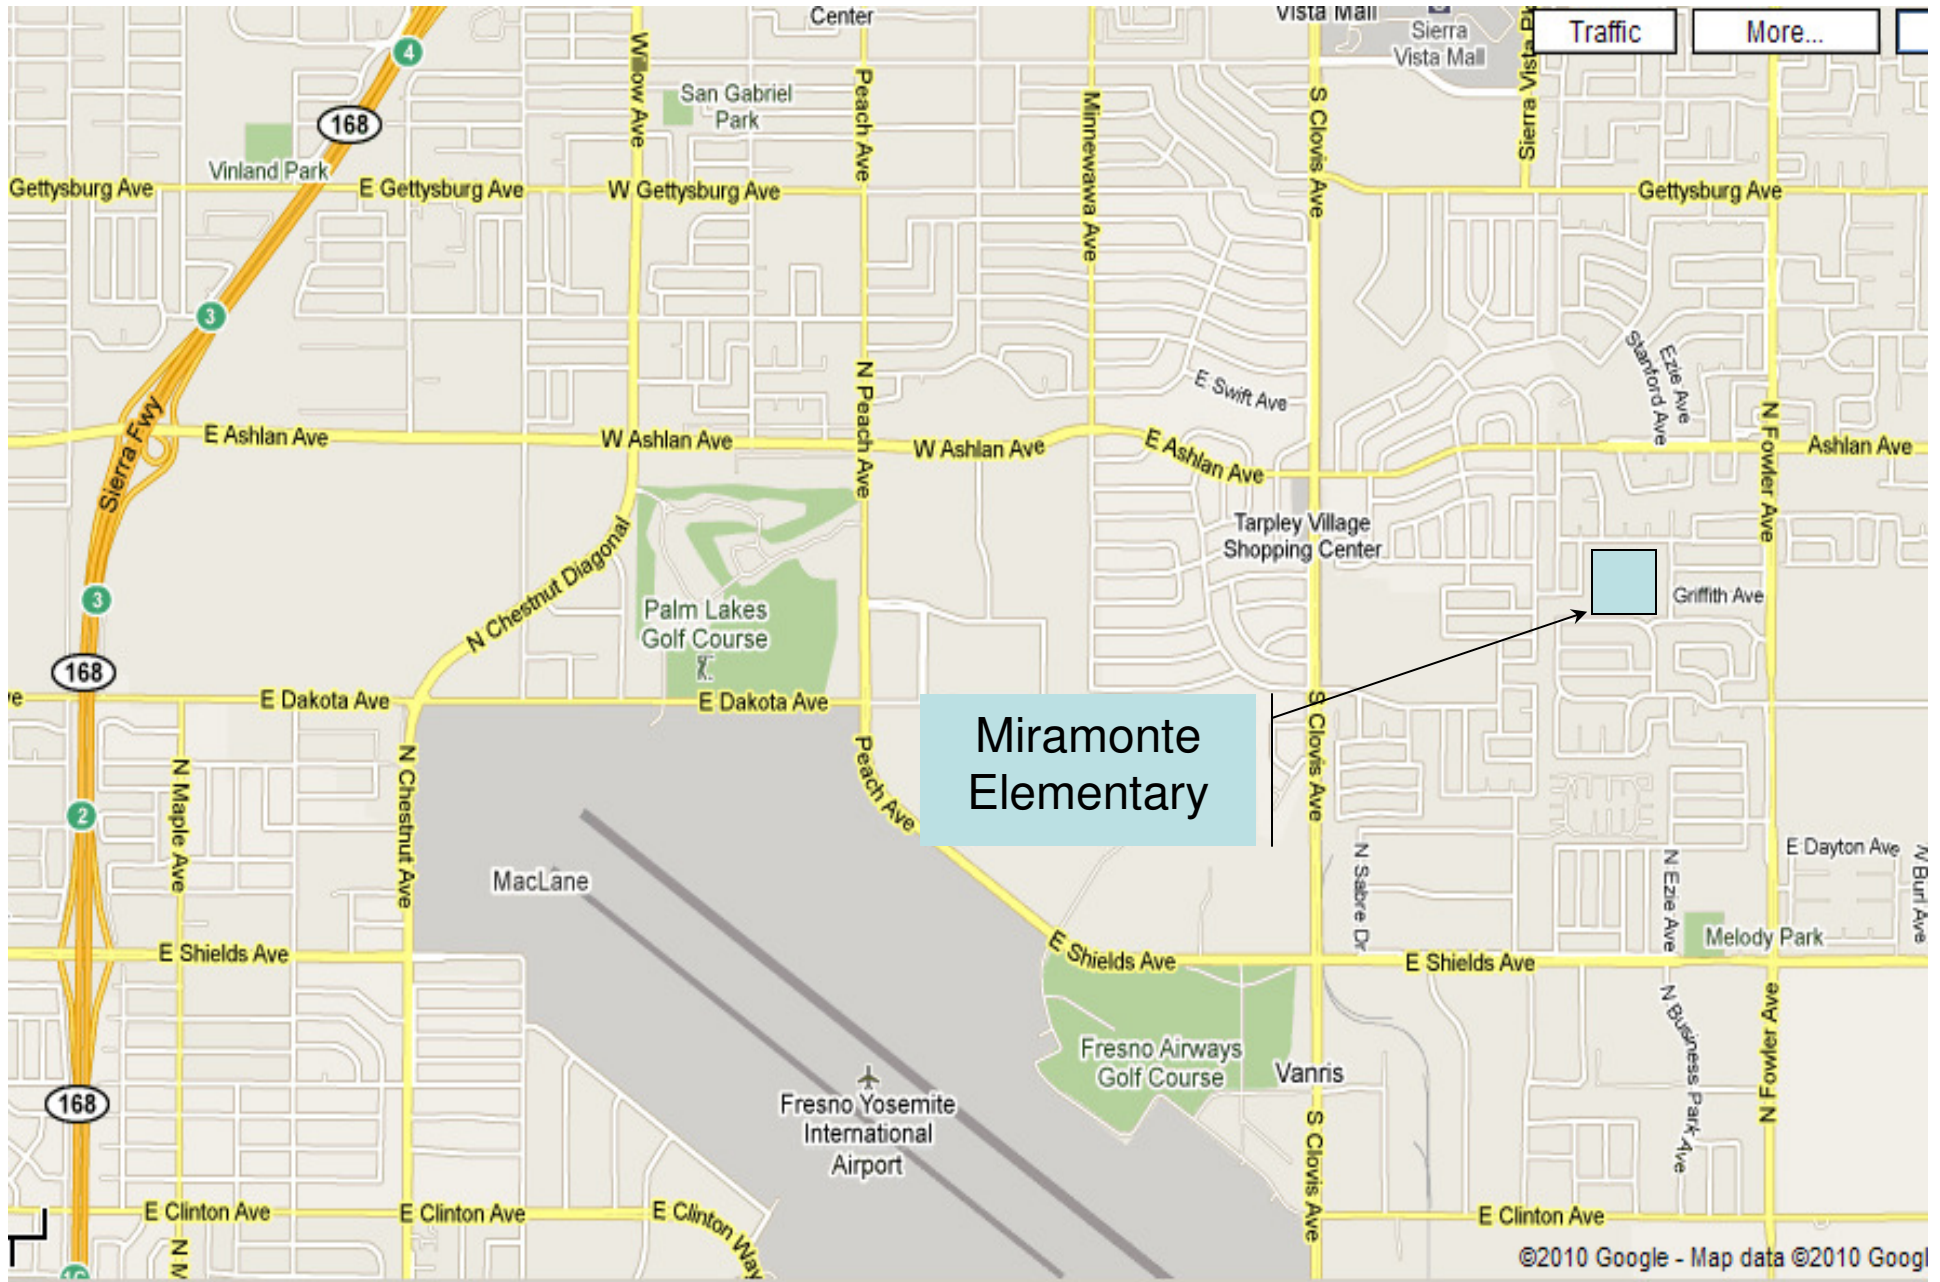 Center
Vista Mall
Sierra
Vista Mall
Traffic
More...
4
Willow Ave
San Gabriel
Park
Peach Ave
Minnewawa Ave
S Clovis Ave
Sierra Vista
168
Vinland Park
Gettysburg Ave
E Gettysburg Ave
W Gettysburg Ave
Gettysburg Ave
3
Stanford Ave
Ezie Ave
E Swift Ave
N Peach Ave
N Fowler Ave
Sierra Fwy
E Ashlan Ave
W Ashlan Ave
W Ashlan Ave
E Ashlan Ave
Ashlan Ave
Tarpley Village
Shopping Center
N Chestnut Diagonal
3
Palm Lakes
Golf Course
Griffith Ave
168
ve
E Dakota Ave
E Dakota Ave
Miramonte
Elementary
S Clovis Ave
Peach Ave
N Maple Ave
N Chestnut Ave
2
MacLane
N Sabre Dr
N Ezie Ave
E Dayton Ave
N Burl Ave
Melody Park
E Shields Ave
E Shields Ave
E Shields Ave
N Business Park Ave
N Fowler Ave
Fresno Airways
Golf Course
Vanris
168
Fresno Yosemite
International
Airport
S Clovis Ave
E Clinton Ave
E Clinton Ave
E Clinton Way
E Clinton Ave
N M
©2010 Google - Map data ©2010 Googl